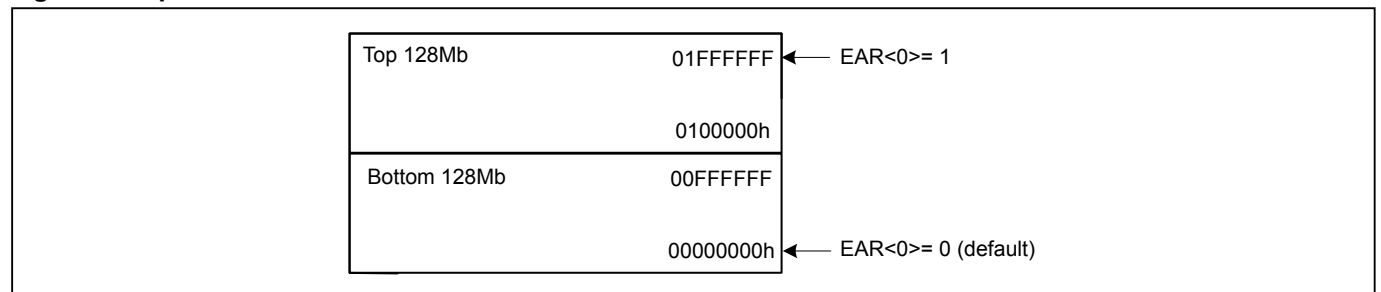 Top 128Mb 01FFFFFF EAR<0>= 1
0100000h
Bottom 128Mb 00FFFFFF
00000000h EAR<0>= 0 (default)